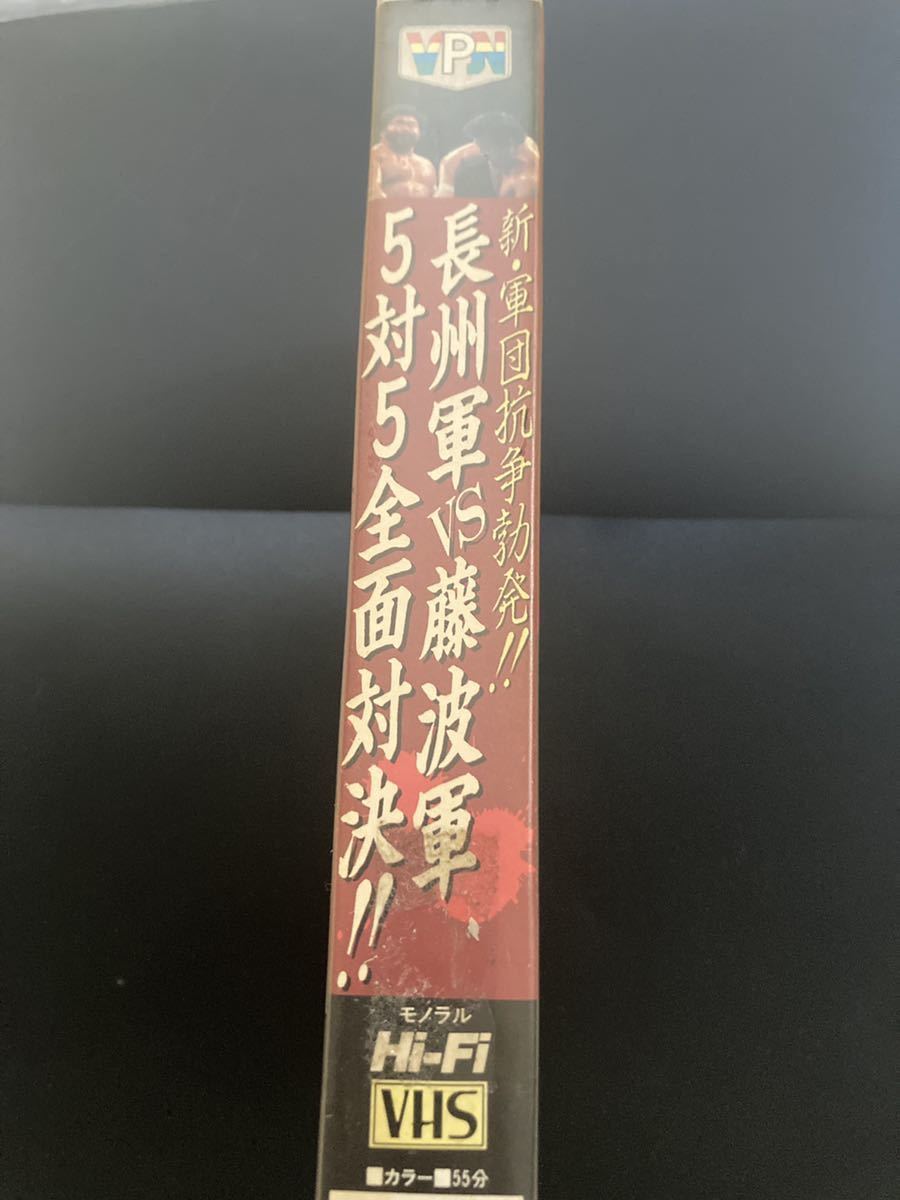 VPN
新・軍団抗争勃発!!
長州軍VS藤波軍
5対5全面対決!!
モノラル
Hi-Fi
VHS
■カラー■55分